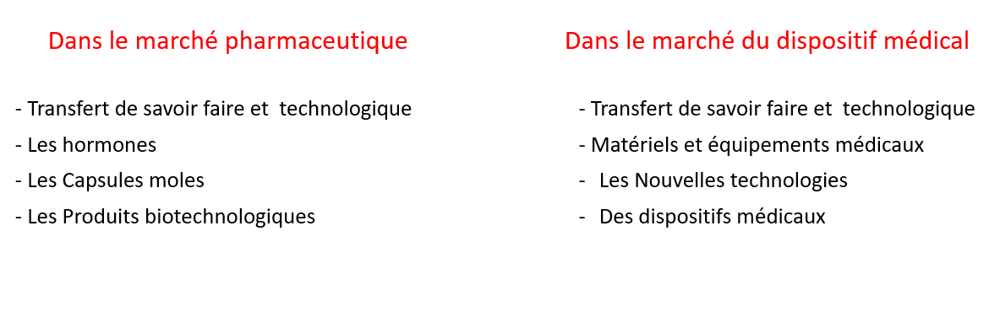 Dans le marché pharmaceutique
- Transfert de savoir faire et  technologique
- Les hormones
- Les Capsules moles
- Les Produits biotechnologiques
Dans le marché du dispositif médical
- Transfert de savoir faire et  technologique
- Matériels et équipements médicaux
-  Les Nouvelles technologies
-  Des dispositifs médicaux